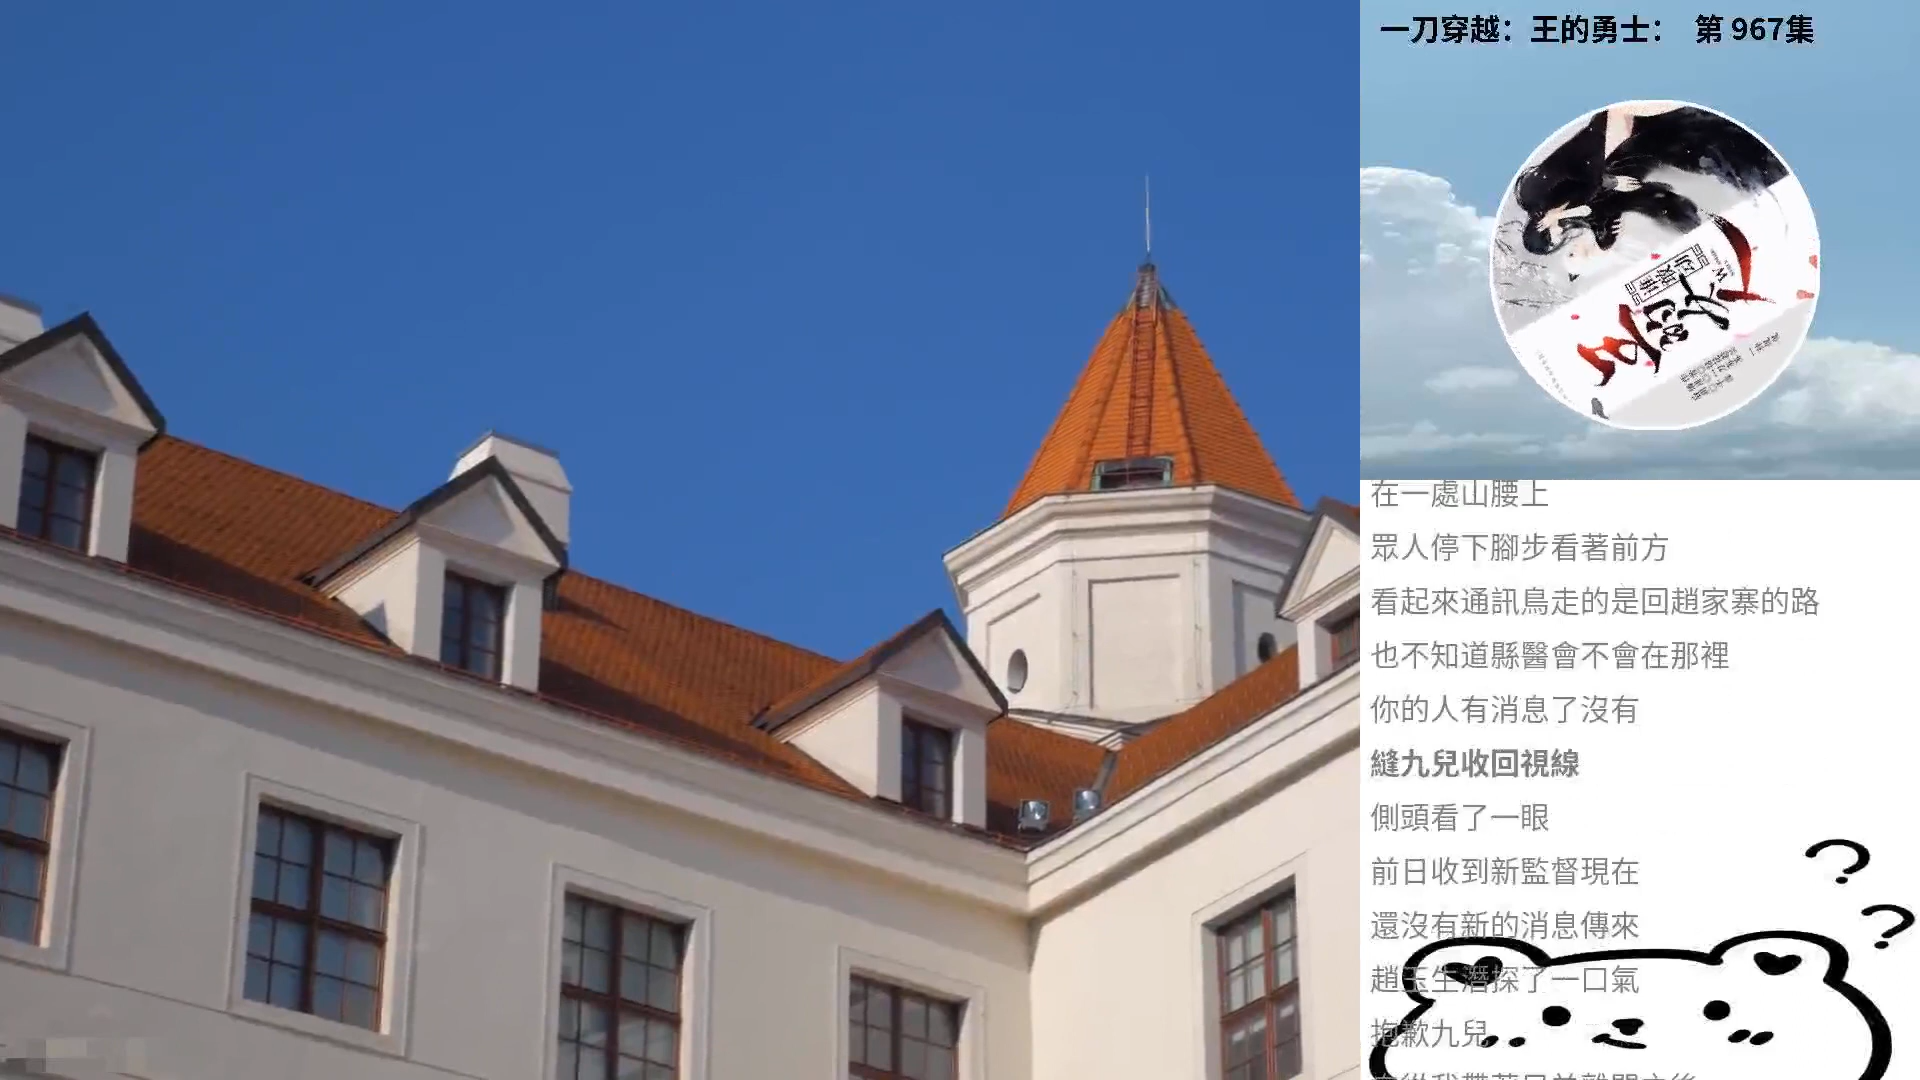 一刀穿越：王的勇士： 第 967集
在一處山腰上
眾人停下腳步看著前方
看起來通訊鳥走的是回趙家寨的路
也不知道縣醫會不會在那裡
你的人有消息了沒有
縫九兒收回視線
側頭看了一眼
前日收到新監督現在
還沒有新的消息傳來
趙玉生潛探了一口氣
抱歉九兒